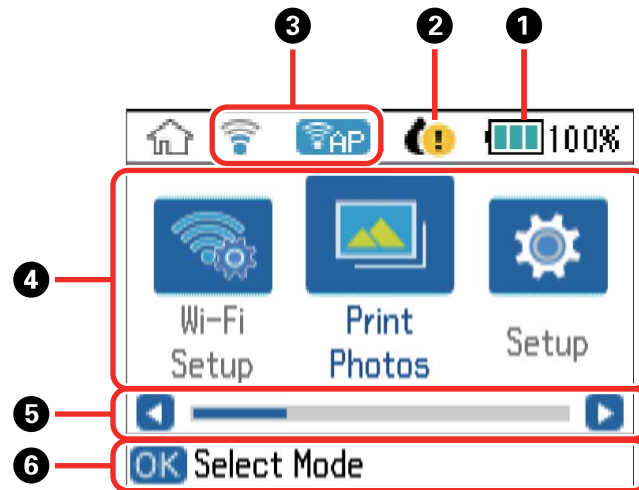 3 2 1
AP ! 100%
4
Wi-Fi Setup
Print Photos
Setup
5
6
OK Select Mode